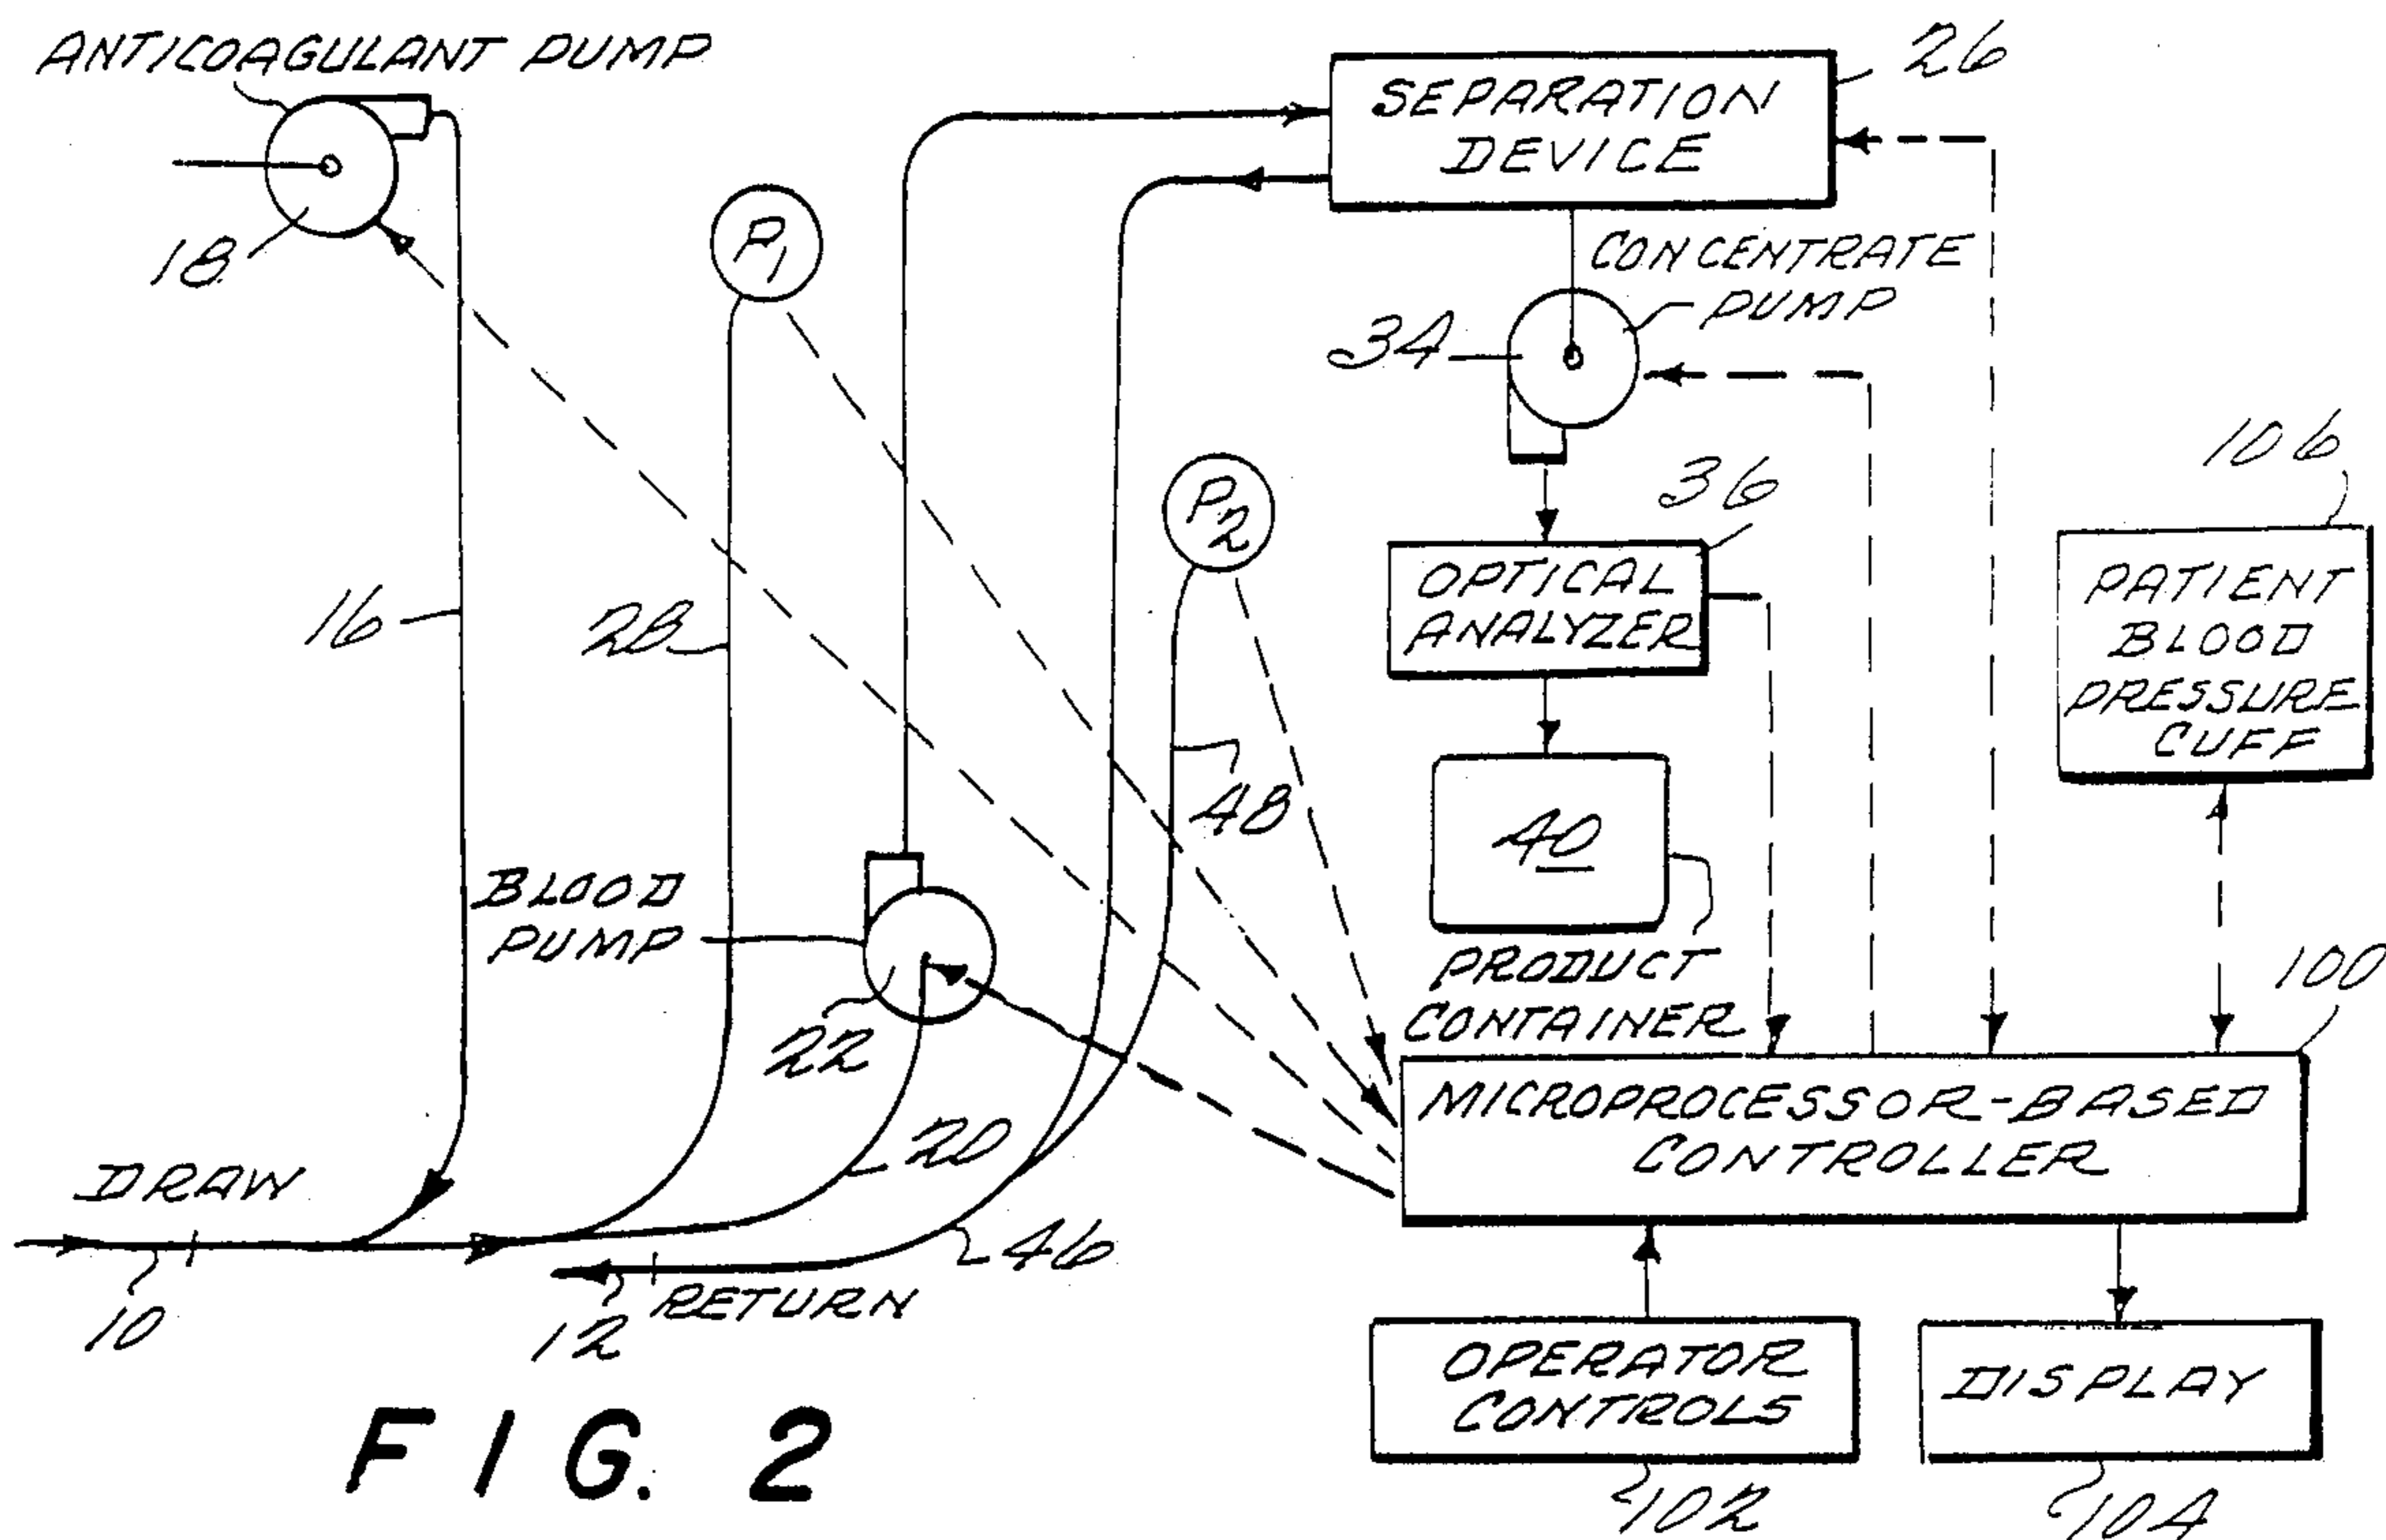 ANTICOAGULANT PUMP
18
P1
26
SEPARATION
DEVICE
CONCENTRATE
PUMP
34
P2
36
OPTICAL
ANALYZER
106
PATIENT
BLOOD
PRESSURE
CUFF
16
28
48
40
BLOOD
PUMP
22
PRODUCT
CONTAINER
100
MICROPROCESSOR-BASED
CONTROLLER
DRAW
20
46
10
12
RETURN
OPERATOR
CONTROLS
DISPLAY
102
104
FIG. 2